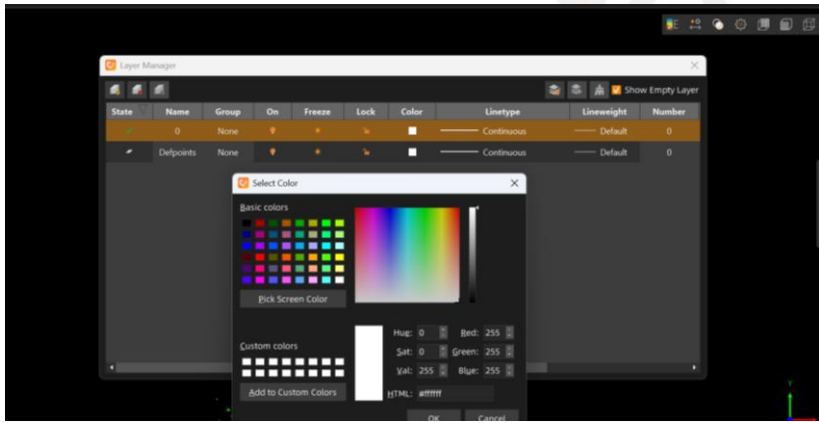 Layer Manager
Show Empty Layer
State Name Group On Freeze Lock Color Linetype Lineweight Number
0 None Continuous Default 0
Defpoints None Continuous Default 0
Select Color
Basic colors
Pick Screen Color
Custom colors
Add to Custom Colors
Hue: 0 Red: 255
Sat: 0 Green: 255
Val: 255 Blue: 255
HTML: #ffffff
OK Cancel
Y